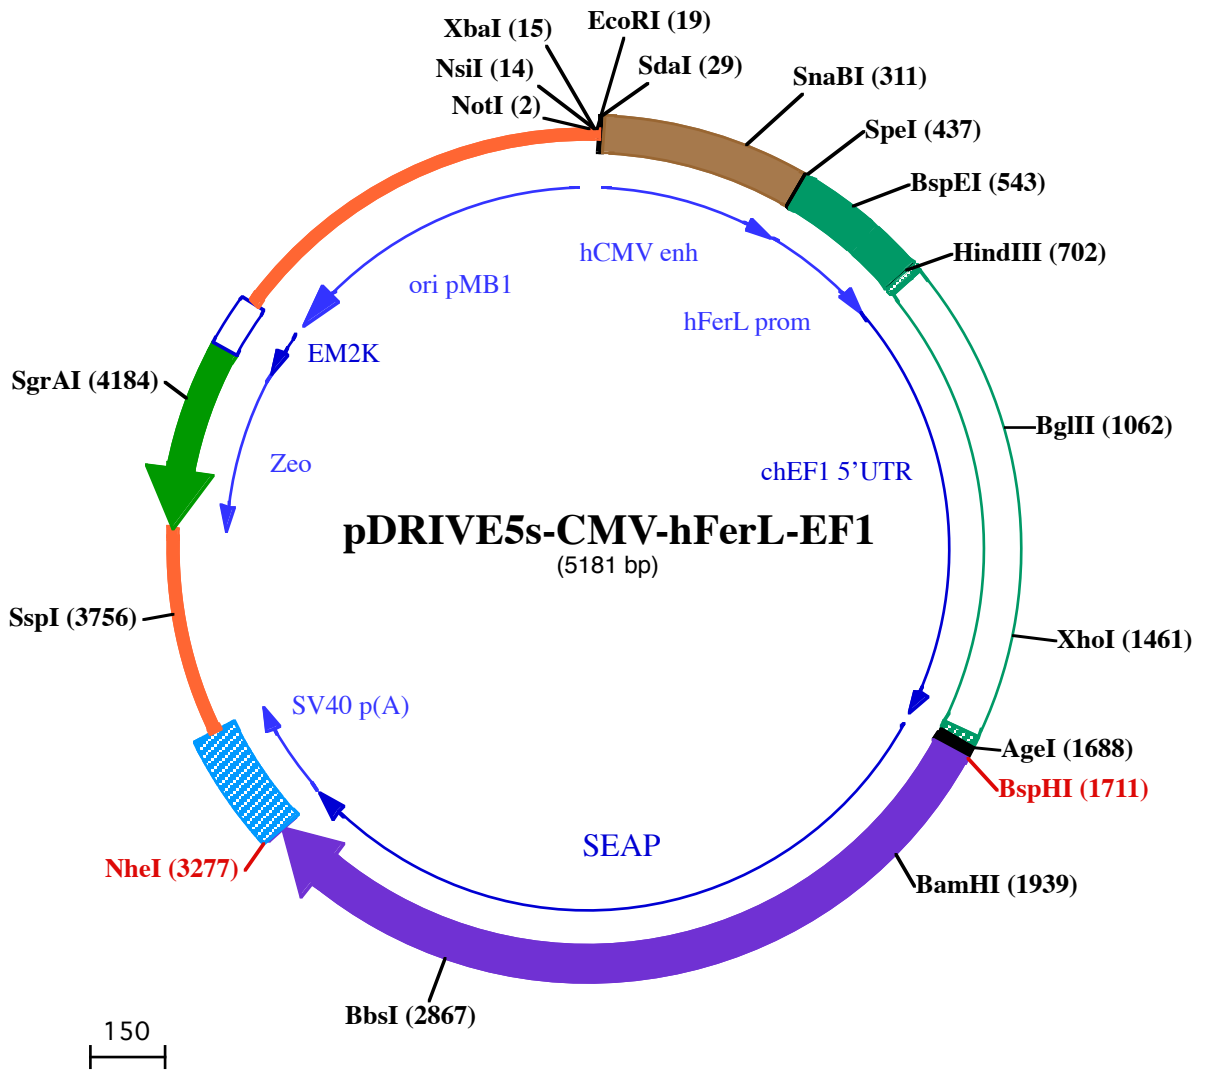 XbaI (15)
EcoRI (19)
NsiI (14)
SdaI (29)
NotI (2)
SnaBI (311)
SpeI (437)
BspEI (543)
HindIII (702)
hCMV enh
ori pMB1
hFerL prom
EM2K
SgrAI (4184)
BglII (1062)
Zeo
chEF1 5’UTR
pDRIVE5s-CMV-hFerL-EF1
(5181 bp)
SspI (3756)
XhoI (1461)
SV40 p(A)
AgeI (1688)
BspHI (1711)
SEAP
NheI (3277)
BamHI (1939)
BbsI (2867)
150